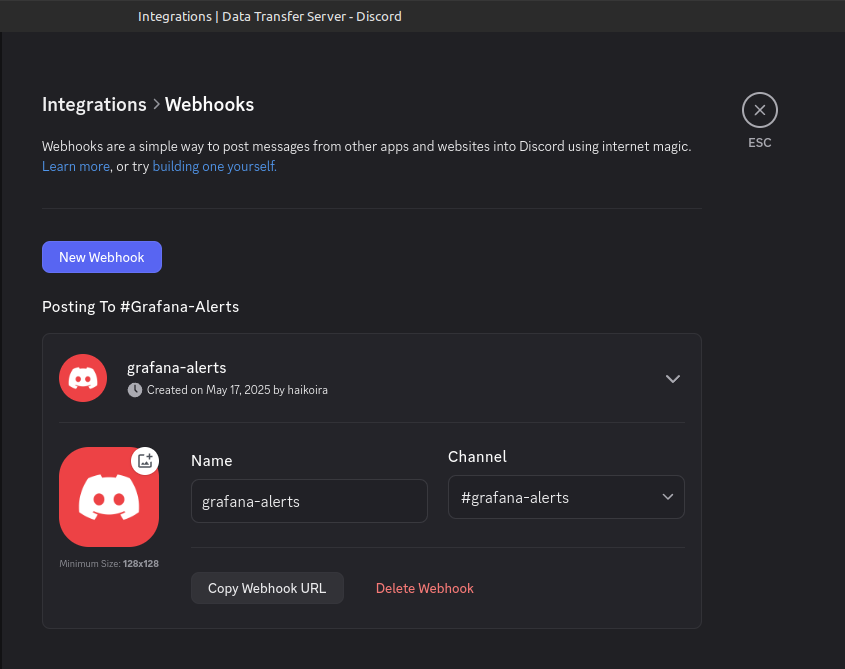 Integrations | Data Transfer Server - Discord
Integrations > Webhooks
ESC
Webhooks are a simple way to post messages from other apps and websites into Discord using internet magic.
Learn more, or try building one yourself.
New Webhook
Posting To #Grafana-Alerts
grafana-alerts
Created on May 17, 2025 by haikoira
Name
Channel
grafana-alerts
#grafana-alerts
Minimum Size: 128x128
Copy Webhook URL
Delete Webhook